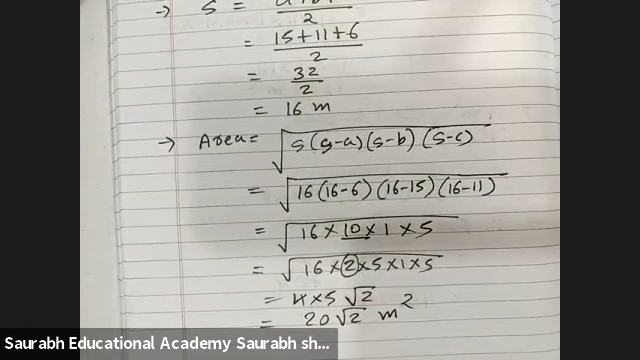 → S = a+b+c / 2
= 15+11+6 / 2
= 32 / 2
= 16 m
→ Area = √s(s-a)(s-b)(s-c)
= √16(16-6)(16-15)(16-11)
= √16×10×1×5
= √16×2×5×1×5
= 4×5√2
= 20√2 m²
Saurabh Educational Academy Saurabh sh...